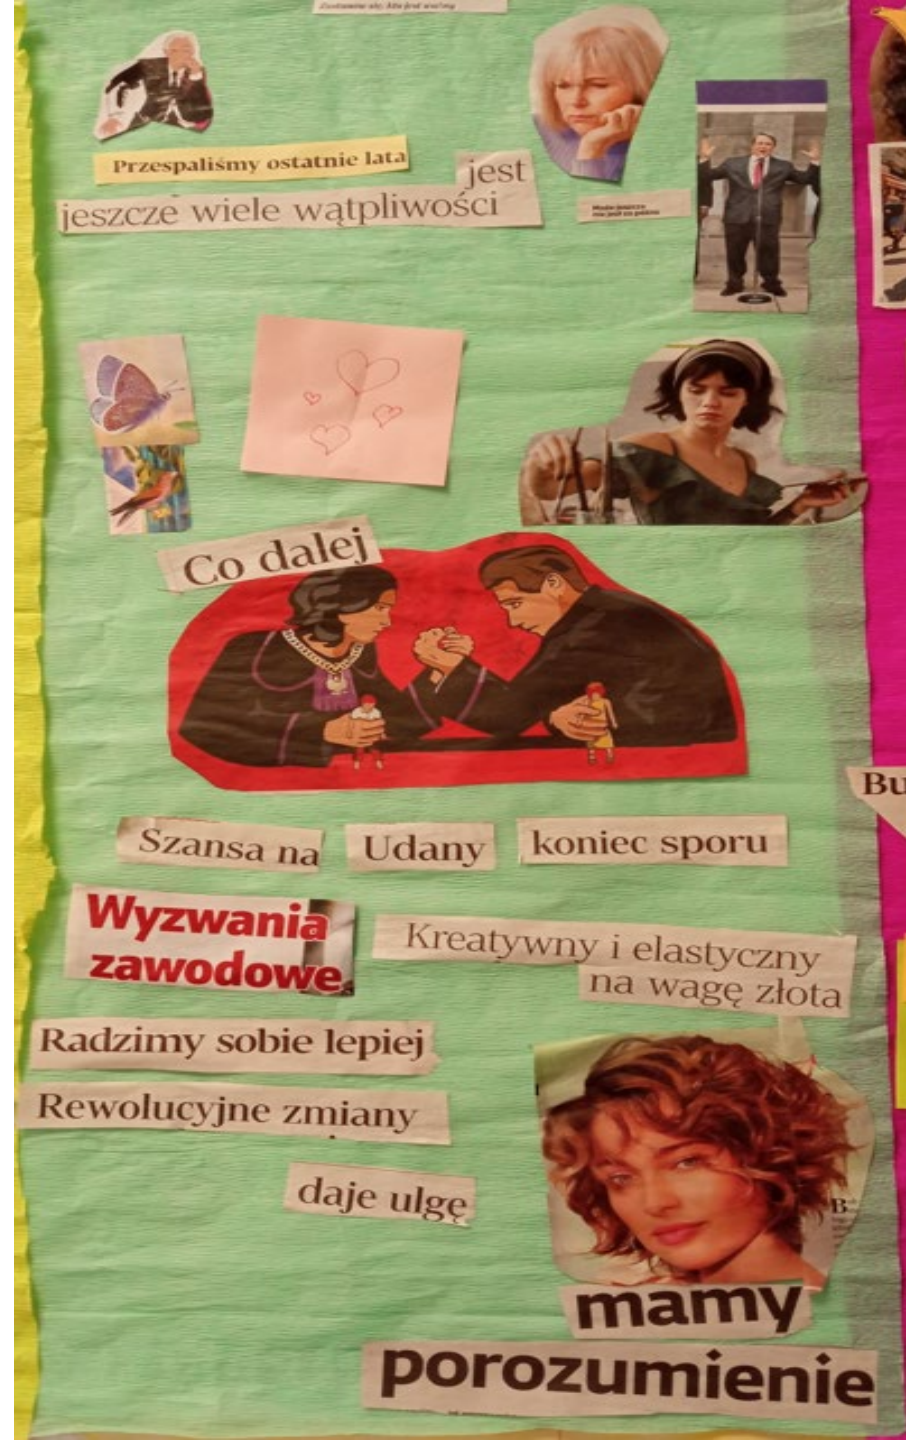 Przespaliśmy ostatnie lata
jest
jeszcze wiele wątpliwości
Co dalej
Szansa na Udany koniec sporu
Wyzwania
zawodowe
Kreatywny i elastyczny
na wagę złota
Radzimy sobie lepiej
Rewolucyjne zmiany
daje ulgę
B
mamy
porozumienie
Bu